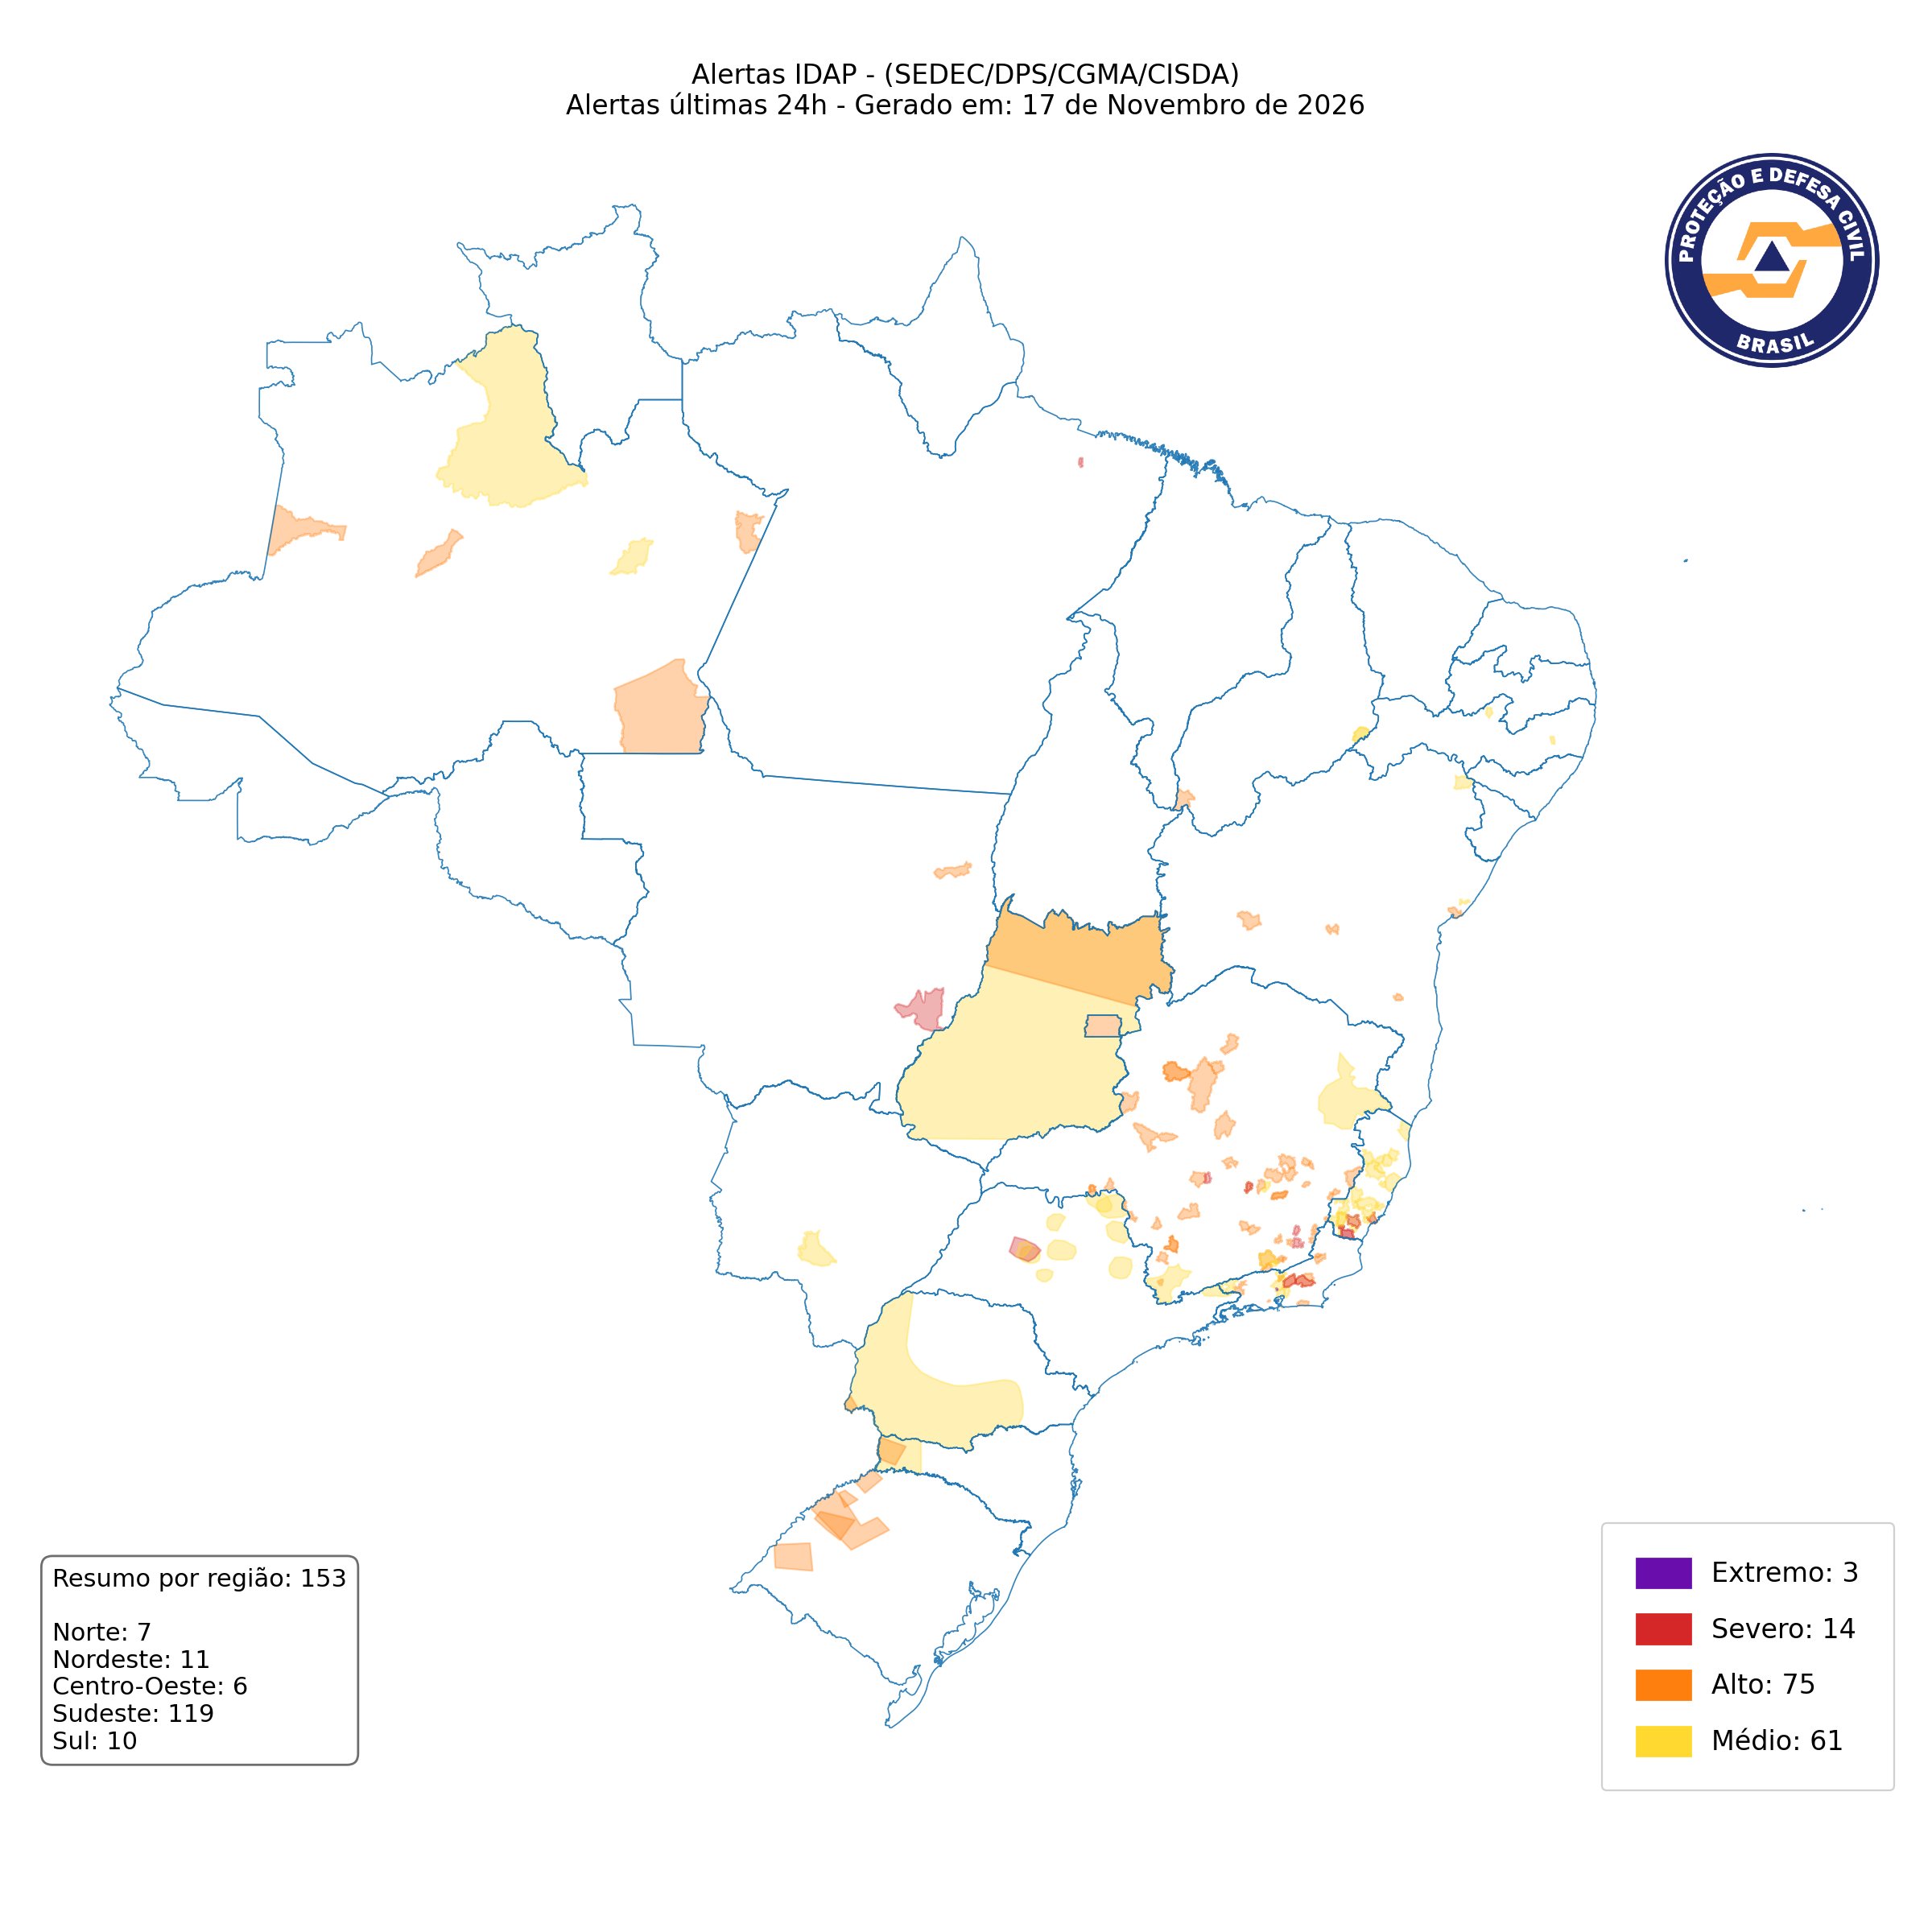 Alertas IDAP - (SEDEC/DPS/CGMA/CISDA)
Alertas últimas 24h - Gerado em: 17 de Novembro de 2026
PROTEÇÃO E DEFESA CIVIL
BRASIL
Resumo por região: 153
Norte: 7
Nordeste: 11
Centro-Oeste: 6
Sudeste: 119
Sul: 10
Extremo: 3
Severo: 14
Alto: 75
Médio: 61